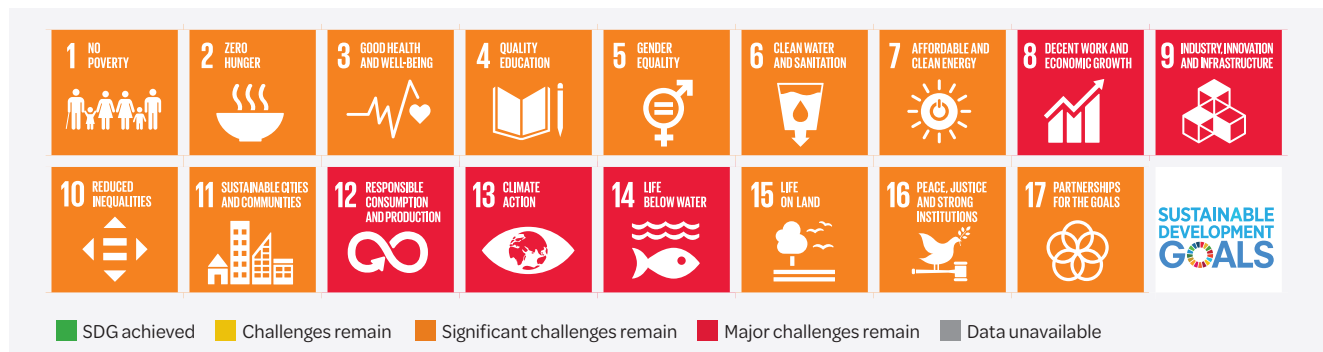 1 NO
POVERTY
2 ZERO
HUNGER
3 GOOD HEALTH
AND WELL-BEING
4 QUALITY
EDUCATION
5 GENDER
EQUALITY
6 CLEAN WATER
AND SANITATION
7 AFFORDABLE AND
CLEAN ENERGY
8 DECENT WORK AND
ECONOMIC GROWTH
9 INDUSTRY, INNOVATION
AND INFRASTRUCTURE
10 REDUCED
INEQUALITIES
11 SUSTAINABLE CITIES
AND COMMUNITIES
12 RESPONSIBLE
CONSUMPTION
AND PRODUCTION
13 CLIMATE
ACTION
14 LIFE
BELOW WATER
15 LIFE
ON LAND
16 PEACE, JUSTICE
AND STRONG
INSTITUTIONS
17 PARTNERSHIPS
FOR THE GOALS
SUSTAINABLE
DEVELOPMENT
GOALS
SDG achieved
Challenges remain
Significant challenges remain
Major challenges remain
Data unavailable